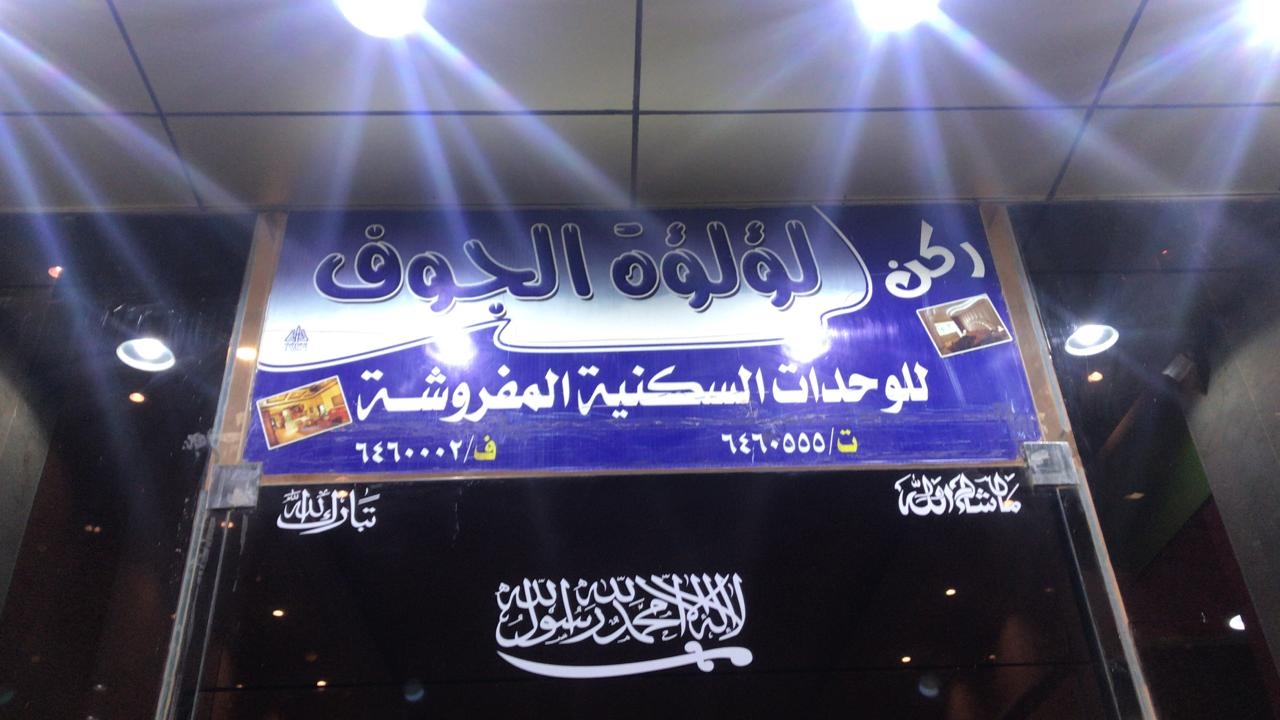 ركن لؤلؤة الجوف
للوحدات السكنية المفروشة
ت/٦٤٦٠٥٥٥ ف/٦٤٦٠٠٠٢
ماشاء الله تبارك الله
لا إله إلا الله محمد رسول الله